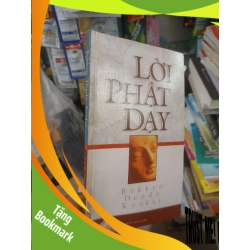 LỜI
PHẬT
DẠY
Bukkyo
Dendo
Kyokai
Tặng
Bookmark